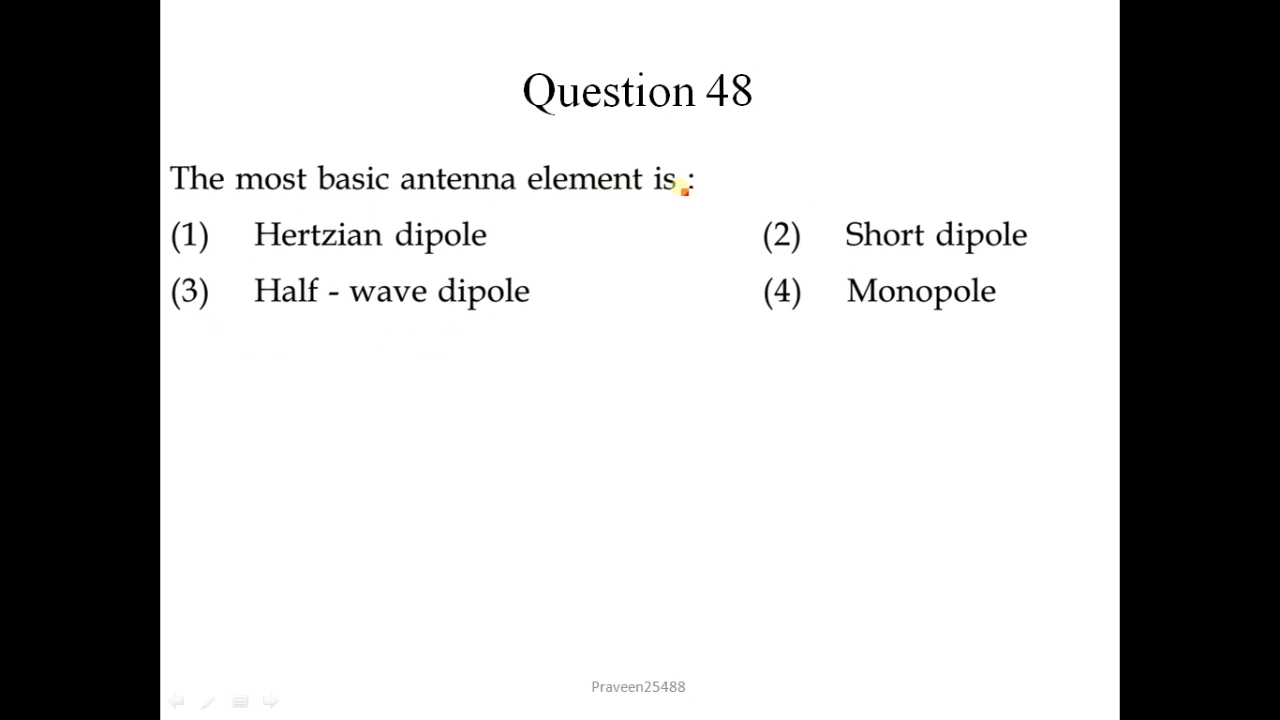 Question 48
The most basic antenna element is :
(1) Hertzian dipole (2) Short dipole
(3) Half - wave dipole (4) Monopole
Praveen25488